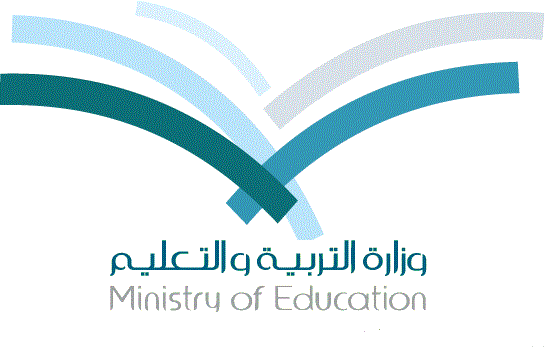 وزارة التربية والتعليم
Ministry of Education